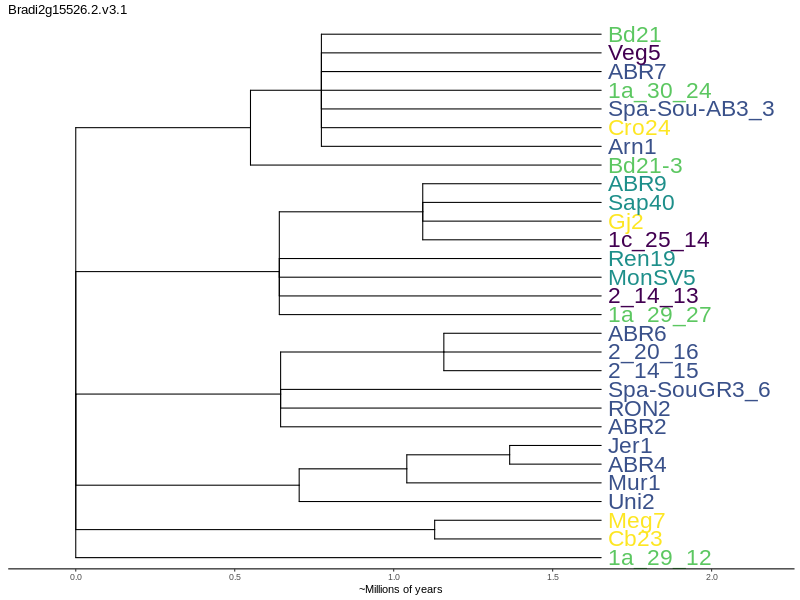 Bradi2g15526.2.v3.1
Bd21
Veg5
ABR7
1a_30_24
Spa-Sou-AB3_3
Cro24
Arn1
Bd21-3
ABR9
Sap40
Gj2
1c_25_14
Ren19
MonSV5
2_14_13
1a_29_27
ABR6
2_20_16
2_14_15
Spa-SouGR3_6
RON2
ABR2
Jer1
ABR4
Mur1
Uni2
Meg7
Cb23
1a_29_12
0.0 0.5 1.0 1.5 2.0
~Millions of years